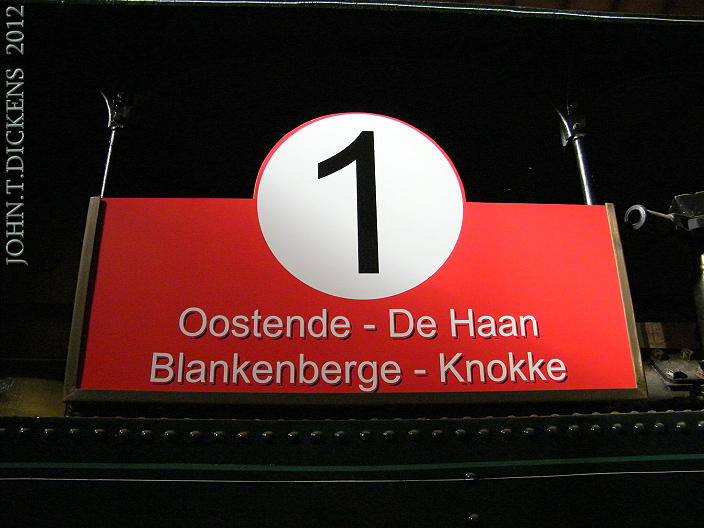 JOHN.T.DICKENS 2012
1
Oostende - De Haan
Blankenberge - Knokke